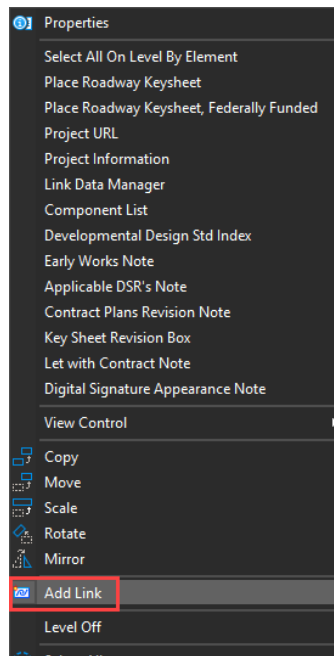 Properties
Select All On Level By Element
Place Roadway Keysheet
Place Roadway Keysheet, Federally Funded
Project URL
Project Information
Link Data Manager
Component List
Developmental Design Std Index
Early Works Note
Applicable DSR's Note
Contract Plans Revision Note
Key Sheet Revision Box
Let with Contract Note
Digital Signature Appearance Note
View Control
Copy
Move
Scale
Rotate
Mirror
Add Link
Level Off